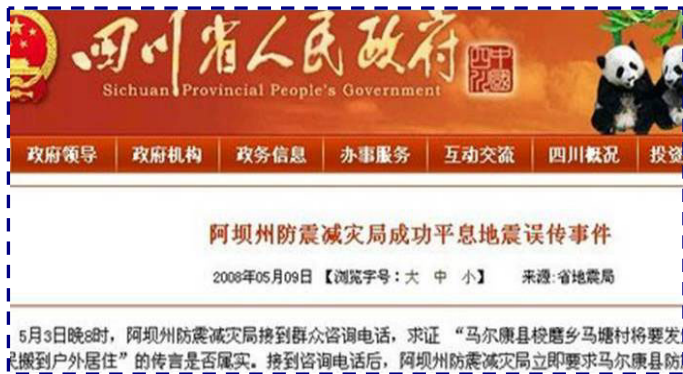 四川省人民政府
中國四川
Sichuan Provincial People's Government
政府领导 政府机构 政务信息 办事服务 互动交流 四川概况 投资
阿坝州防震减灾局成功平息地震误传事件
2008年05月09日 【浏览字号:大 中 小】 来源:省地震局
5月3日晚8时,阿坝州防震减灾局接到群众咨询电话,求证 “马尔康县梭磨乡马塘村将要发
搬到户外居住”的传言是否属实。接到咨询电话后,阿坝州防震减灾局立即要求马尔康县防